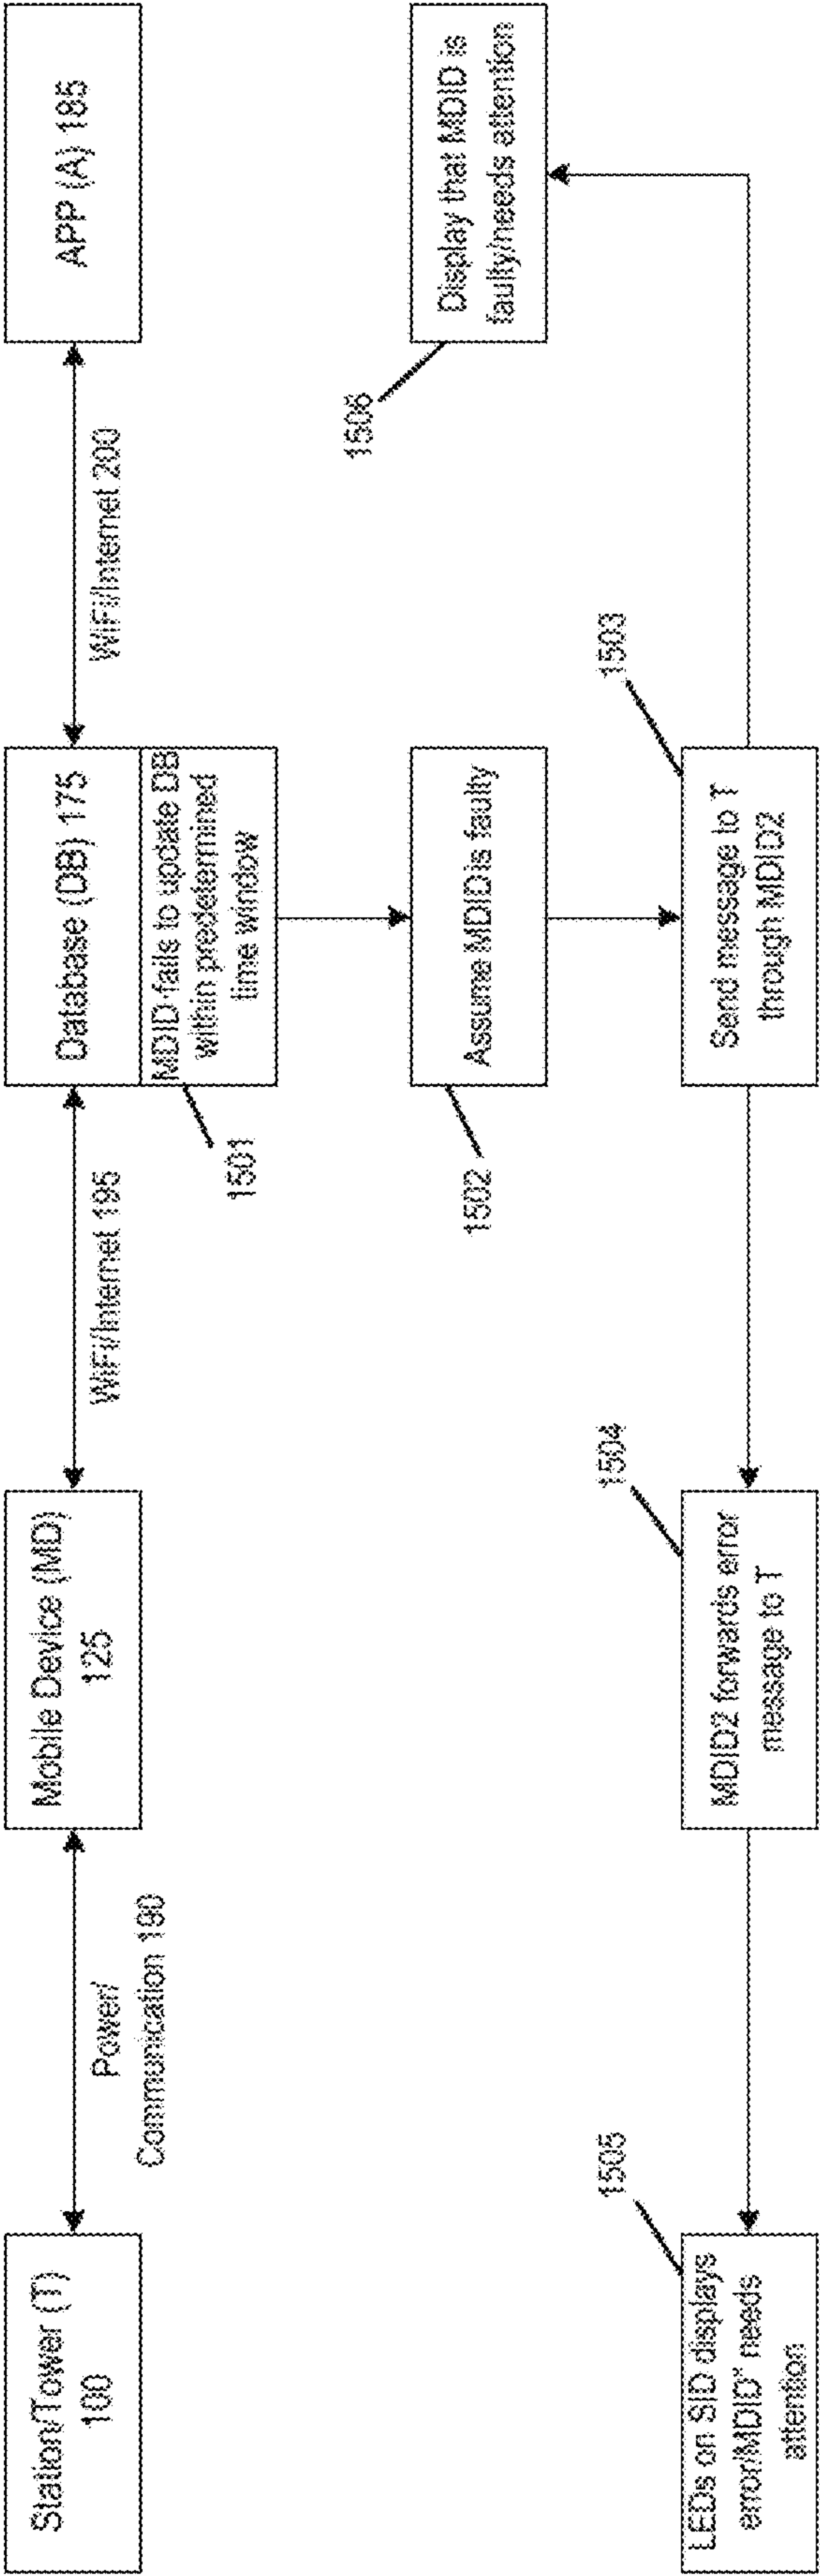 Station/Tower (T)
100
Power/
Communication 190
Mobile Device (MD)
125
WiFi/Internet 195
Database (DB) 175
WiFi/Internet 200
APP (A) 185
MDID fails to update DB
within predetermined
time window
1501
Assume MDID is faulty
1502
Display that MDID is
faulty/needs attention
1506
LEDs on SID displays
error/MDID" needs
attention
1505
MDID2 forwards error
message to T
1504
Send message to T
through MDID2
1503